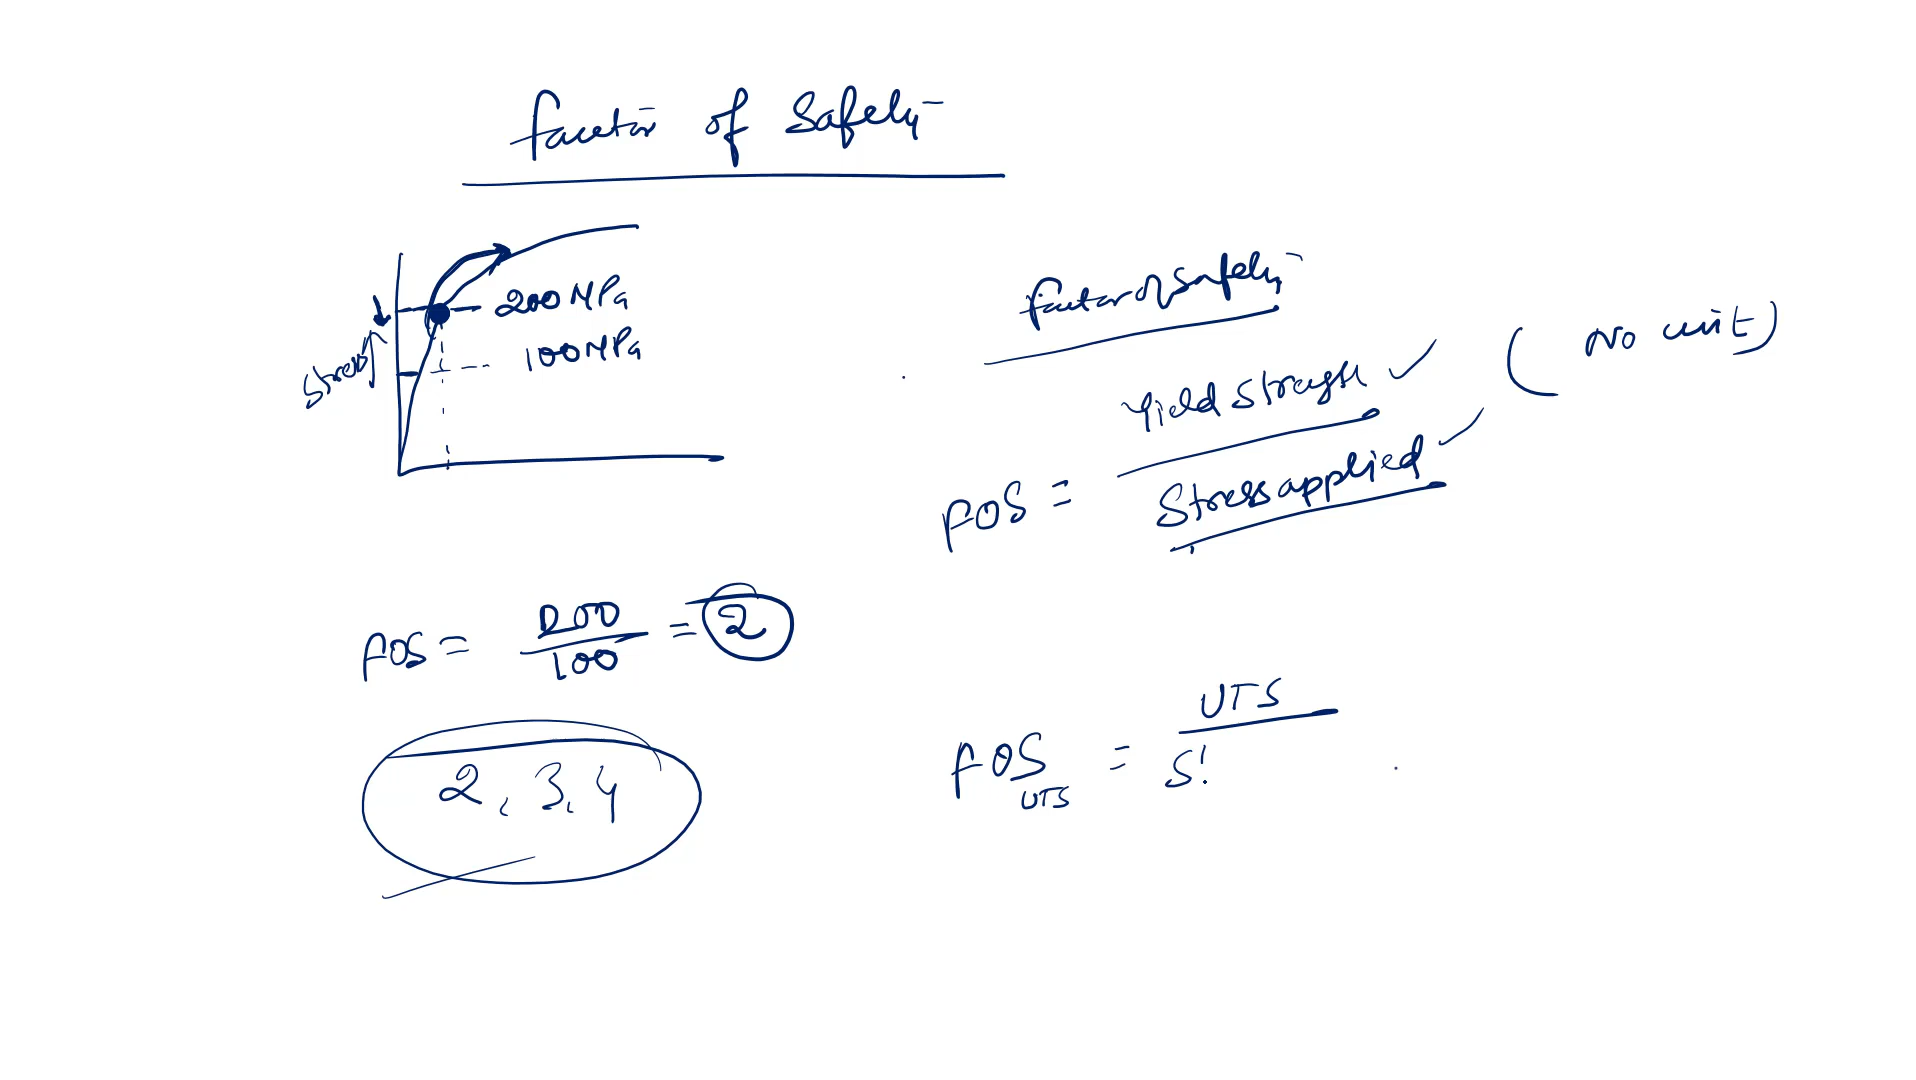 factor of Safety
200 MPa
100 MPa
Stress
factor of Safety
Yield Strength
(No unit)
FOS =
Stress applied
FOS = 200 / 100 = 2
2, 3, 4
UTS
FOS UTS =
S